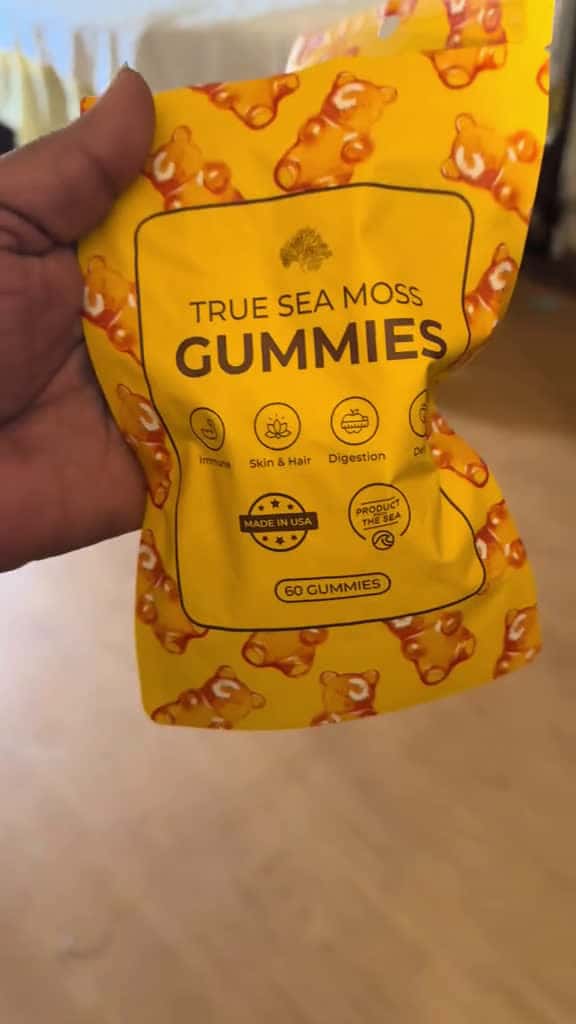 TRUE SEA MOSS
GUMMIES
Immune
Skin & Hair
Digestion
MADE IN USA
PRODUCT
THE SEA
60 GUMMIES